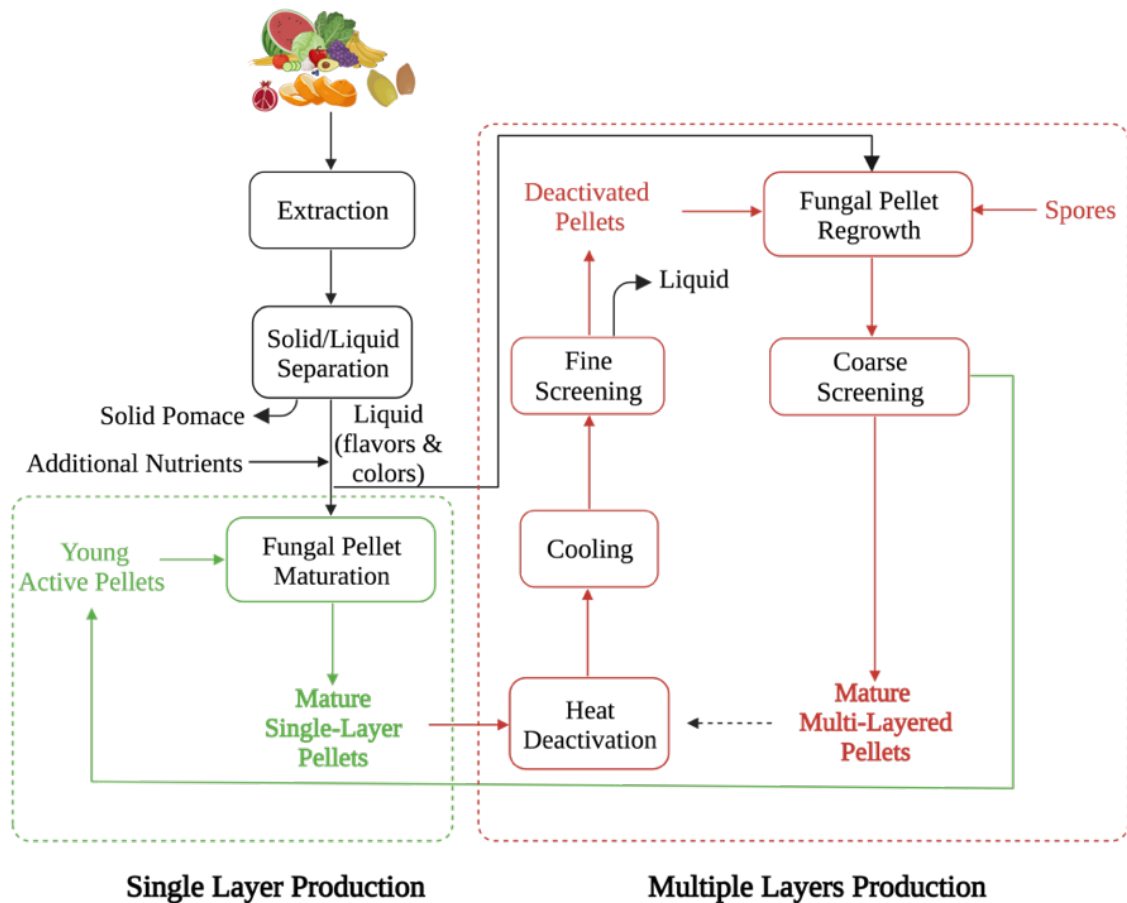 Extraction
Solid/Liquid
Separation
Solid Pomace
Liquid
(flavors &
colors)
Additional Nutrients
Young
Active Pellets
Fungal Pellet
Maturation
Mature
Single-Layer
Pellets
Single Layer Production
Deactivated
Pellets
Fungal Pellet
Regrowth
Spores
Liquid
Fine
Screening
Coarse
Screening
Cooling
Heat
Deactivation
Mature
Multi-Layered
Pellets
Multiple Layers Production